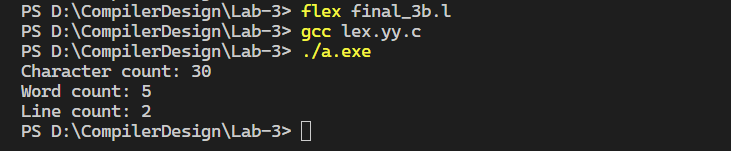 PS D:\CompilerDesign\Lab-3> flex final_3b.l
PS D:\CompilerDesign\Lab-3> gcc lex.yy.c
PS D:\CompilerDesign\Lab-3> ./a.exe
Character count: 30
Word count: 5
Line count: 2
PS D:\CompilerDesign\Lab-3>